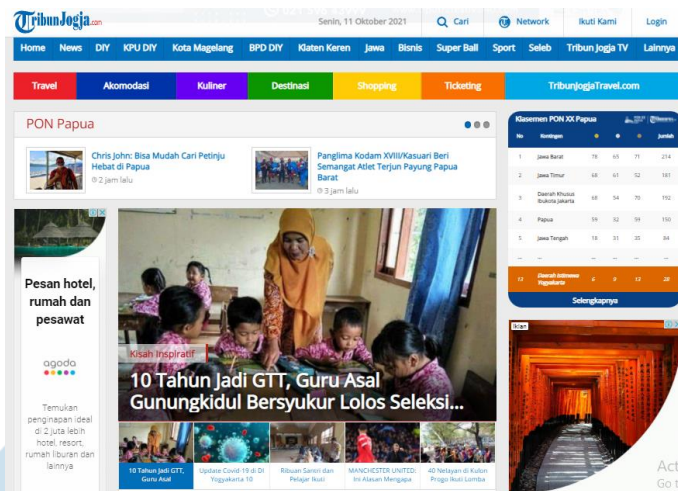 TribunJogja.com
Senin, 11 Oktober 2021
Cari
Network
Ikuti Kami
Login
Home News DIY KPU DIY Kota Magelang BPD DIY Klaten Keren Jawa Bisnis Super Ball Sport Seleb Tribun Jogja TV Lainnya
Travel Akomodasi Kuliner Destinasi Shopping Ticketing TribunjogjaTravel.com
PON Papua
Chris John: Bisa Mudah Cari Petinju
Hebat di Papua
2 jam lalu
Panglima Kodam XVIII/Kasuari Beri
Semangat Atlet Terjun Payung Papua
Barat
3 jam lalu
Klasemen PON XX Papua
No Kontingen Jumlah
1 Jawa Barat 78 65 71 214
2 Jawa Timur 68 61 52 181
3 Daerah Khusus
Ibukota Jakarta 68 54 70 192
4 Papua 59 32 59 150
5 Jawa Tengah 18 31 35 84
... ... ... ... ... ...
13 Daerah Istimewa
Yogyakarta 6 9 13 28
Selengkapnya
Pesan hotel,
rumah dan
pesawat
agoda
Temukan
penginapan ideal
di 2 juta lebih
hotel, resort,
rumah liburan dan
lainnya
Kisah Inspiratif
10 Tahun Jadi GTT, Guru Asal
Gunungkidul Bersyukur Lolos Seleksi...
10 Tahun Jadi GTT,
Guru Asal
Update Covid-19 di DI
Yogyakarta 10
Ribuan Santri dan
Pelajar Ikuti
MANCHESTER UNITED:
Ini Alasan Mengapa
40 Nelayan di Kulon
Progo Ikuti Lomba
Iklan
Act
Go t